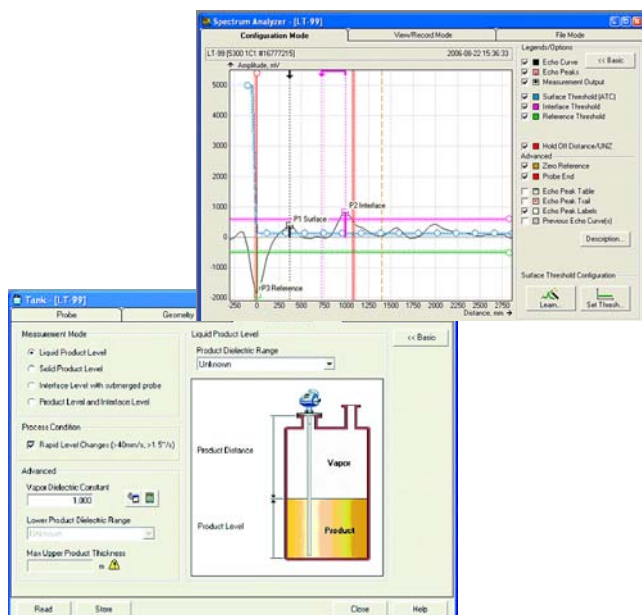 Spectrum Analyzer - [LT-99]
Configuration Mode
View/Record Mode
File Mode
LT-99 [5300 1C1 #16777215]
2006-08-22 15:36:33
Amplitude, mV
5000
4000
3000
2000
1000
0
-1000
-2000
P1 Surface
P2 Interface
P3 Reference
250
0
250
500
750
1000
1250
1500
1750
2000
2250
2500
2750
Distance, mm
Legends/Options
<< Basic
Echo Curve
Echo Peaks
Measurement Output
Surface Threshold (ATC)
Interface Threshold
Reference Threshold
Hold Off Distance/UNZ
Advanced
Zero Reference
Probe End
Echo Peak Table
Echo Peak Trail
Echo Peak Labels
Previous Echo Curve(s)
Description...
Surface Threshold Configuration
Learn...
Set Thresh...
Tank - [LT-99]
Probe
Geometry
Measurement Mode
Liquid Product Level
Solid Product Level
Interface Level with submerged probe
Product Level and Interface Level
Process Condition
Rapid Level Changes (>40mm/s, >1.5"/s)
Advanced
Vapor Dielectric Constant
1.000
Lower Product Dielectric Range
Unknown
Max Upper Product Thickness
m
Liquid Product Level
Product Dielectric Range
Unknown
<< Basic
Product Distance
Vapor
Product Level
Product
Read
Store
Close
Help